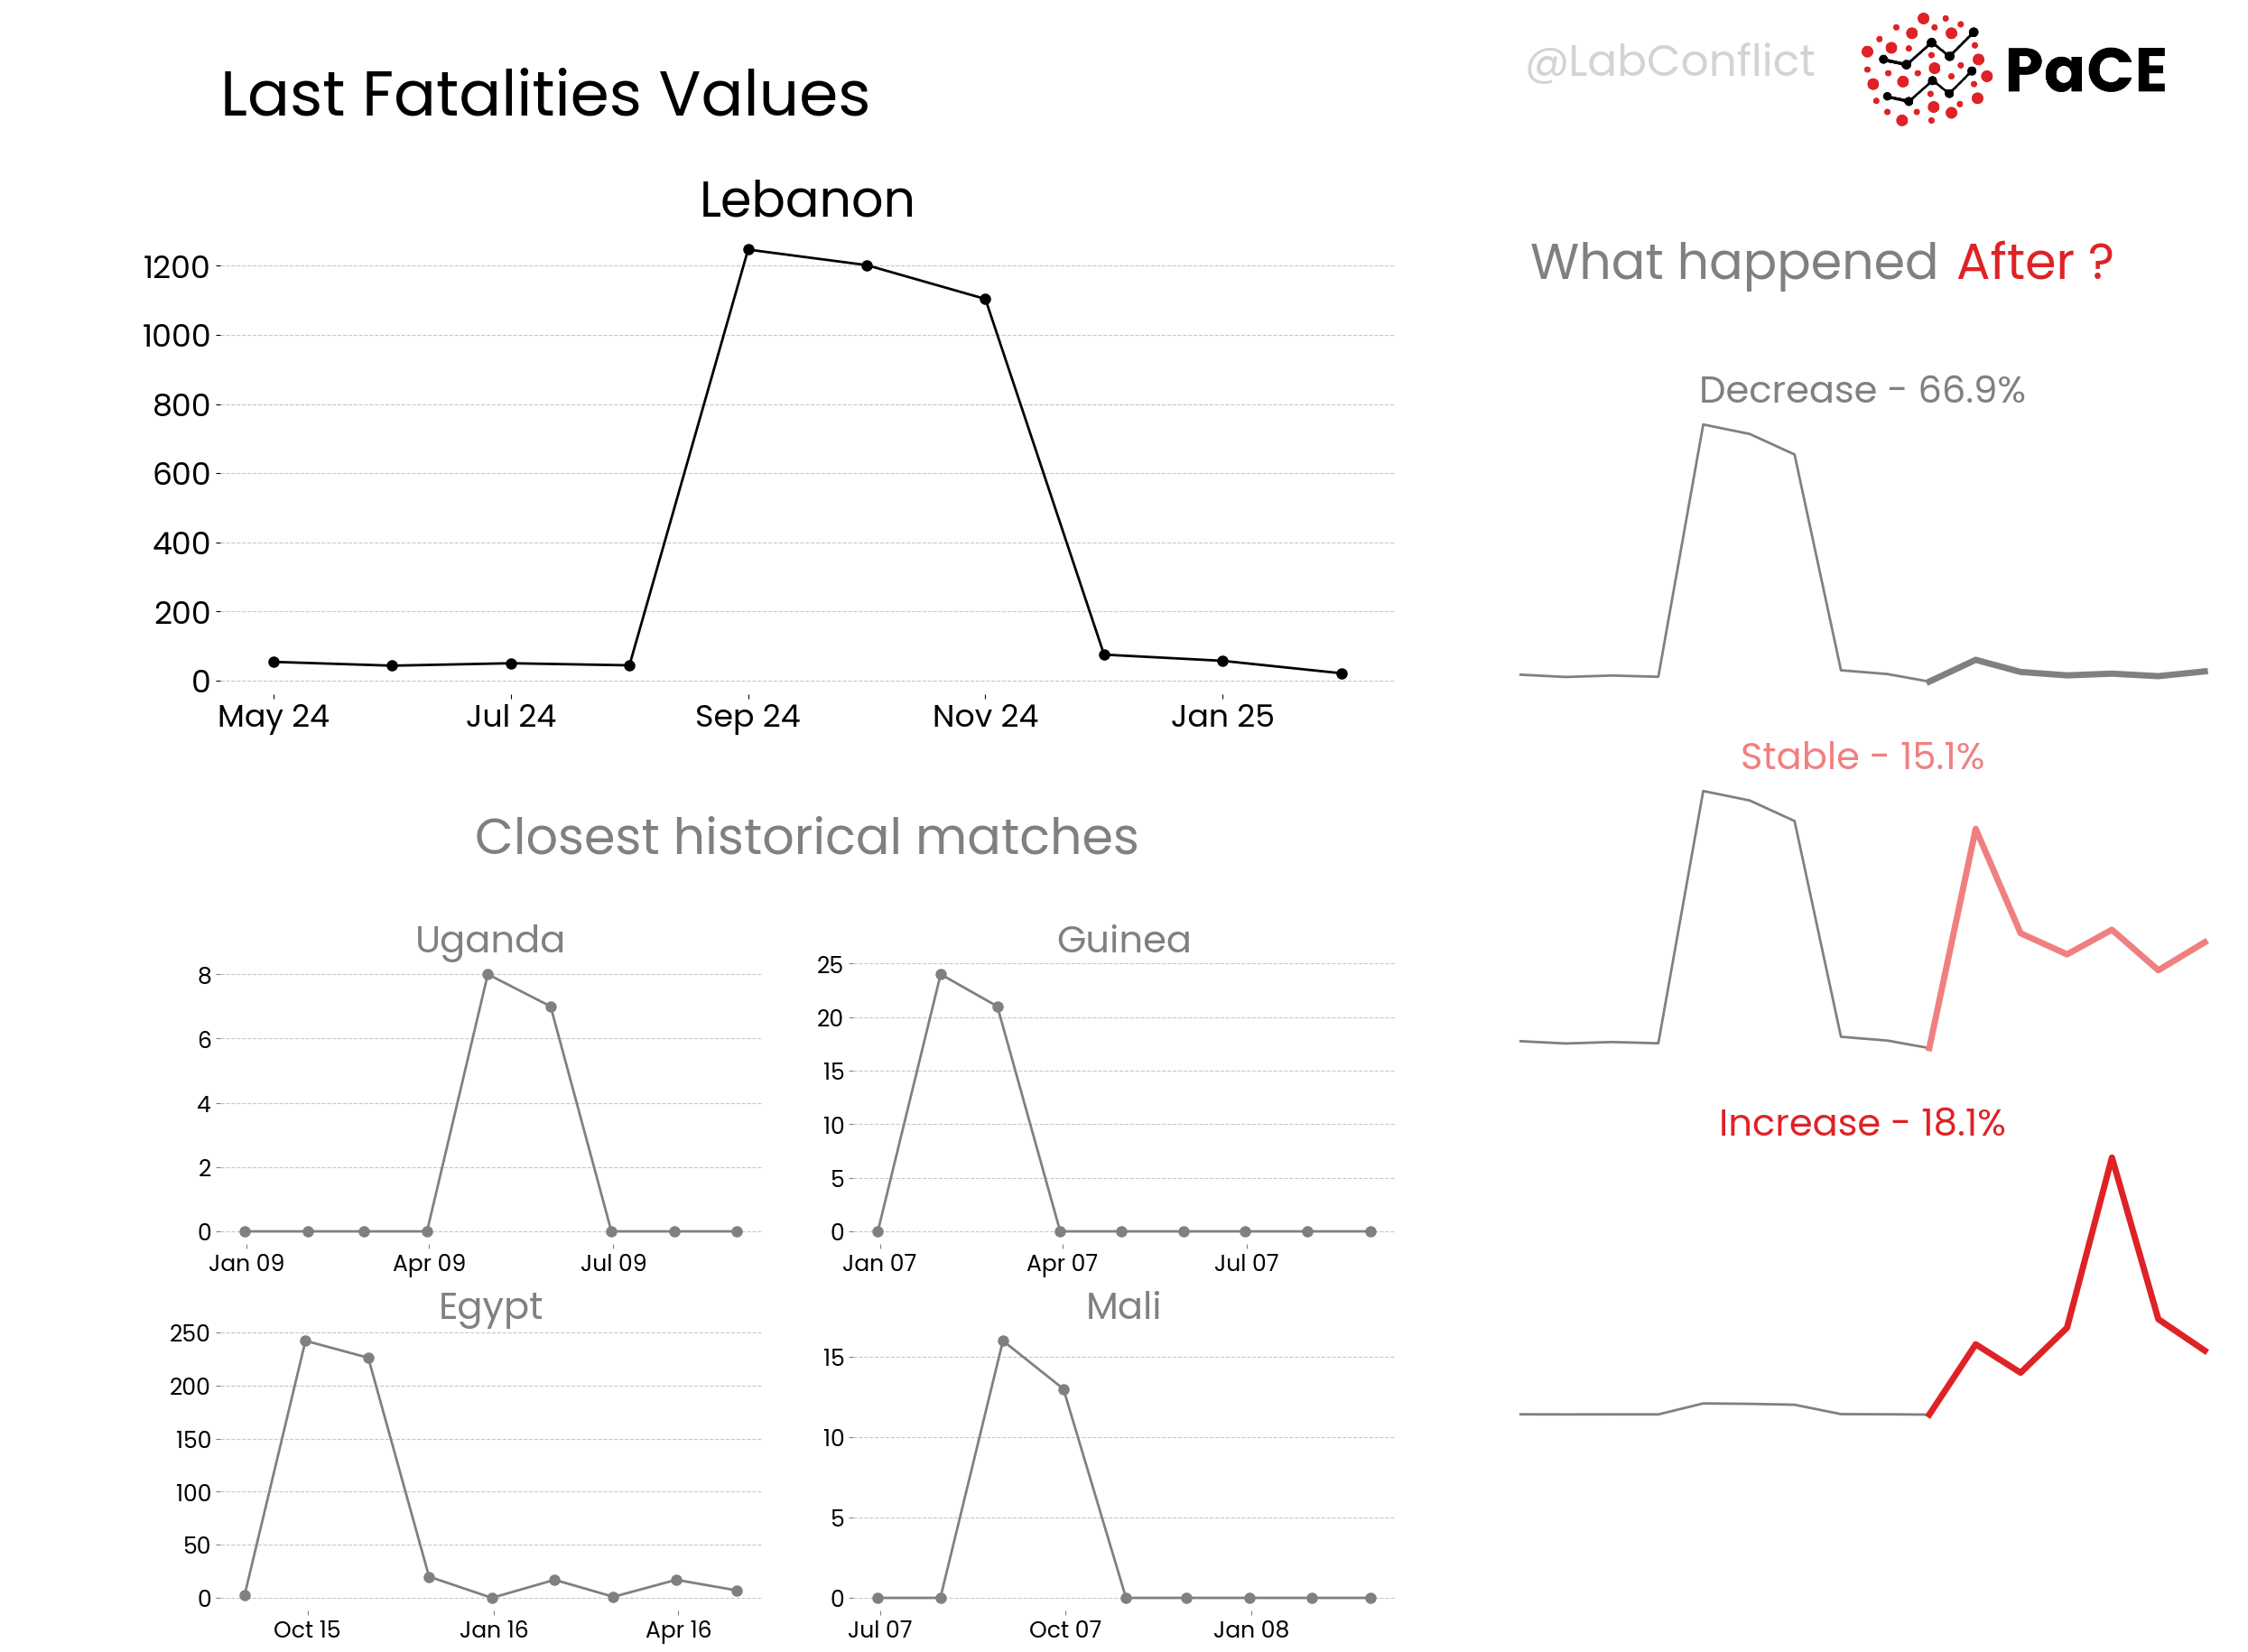 Last Fatalities Values
@LabConflict
PaCE
Lebanon
1200
1000
800
600
400
200
0
May 24 Jul 24 Sep 24 Nov 24 Jan 25
What happened After ?
Decrease - 66.9%
Stable - 15.1%
Increase - 18.1%
Closest historical matches
Uganda
8
6
4
2
0
Jan 09 Apr 09 Jul 09
Guinea
25
20
15
10
5
0
Jan 07 Apr 07 Jul 07
Egypt
250
200
150
100
50
0
Oct 15 Jan 16 Apr 16
Mali
15
10
5
0
Jul 07 Oct 07 Jan 08